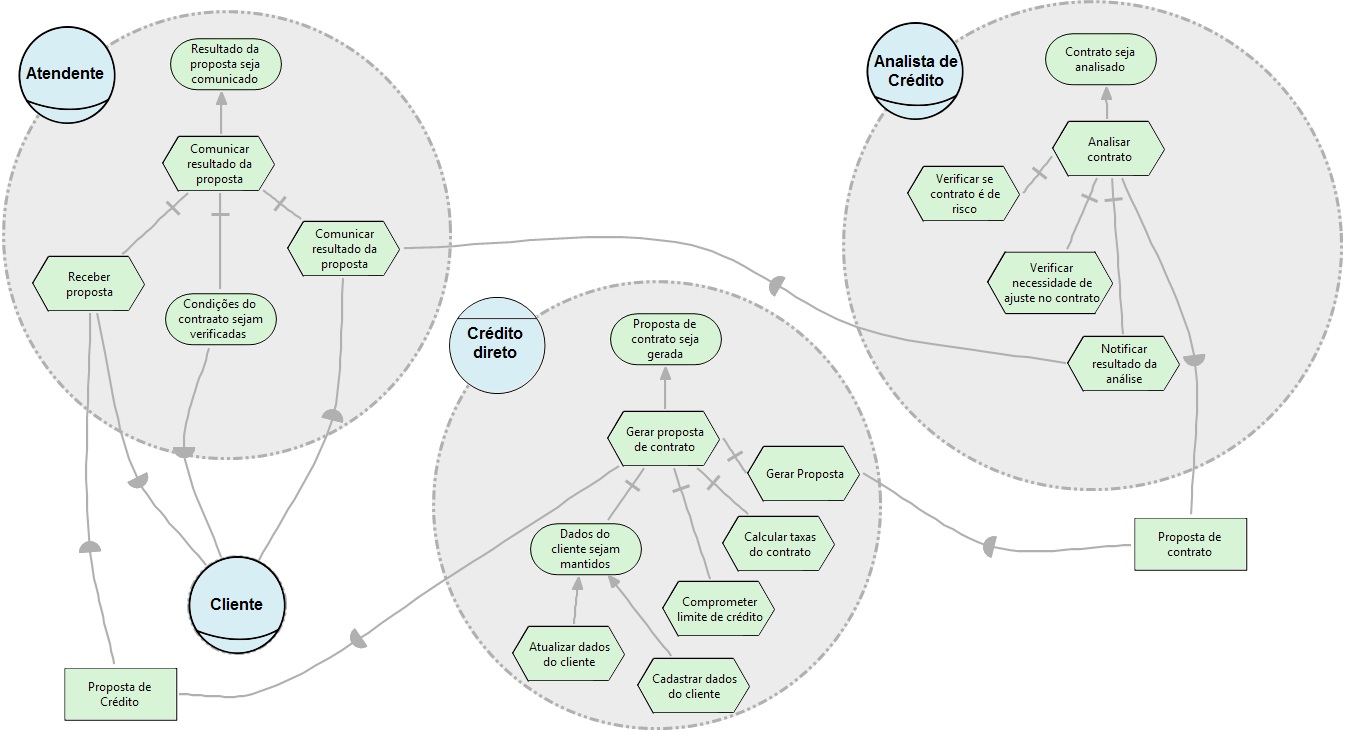 Atendente
Resultado da
proposta seja
comunicado
Comunicar
resultado da
proposta
Comunicar
resultado da
proposta
Receber
proposta
Condições do
contraato sejam
verificadas
Cliente
Proposta de
Crédito
Crédito
direto
Proposta de
contrato seja
gerada
Gerar proposta
de contrato
Gerar Proposta
Calcular taxas
do contrato
Dados do
cliente sejam
mantidos
Comprometer
limite de crédito
Atualizar dados
do cliente
Cadastrar dados
do cliente
Analista de
Crédito
Contrato seja
analisado
Analisar
contrato
Verificar se
contrato é de
risco
Verificar
necessidade de
ajuste no contrato
Notificar
resultado da
análise
Proposta de
contrato